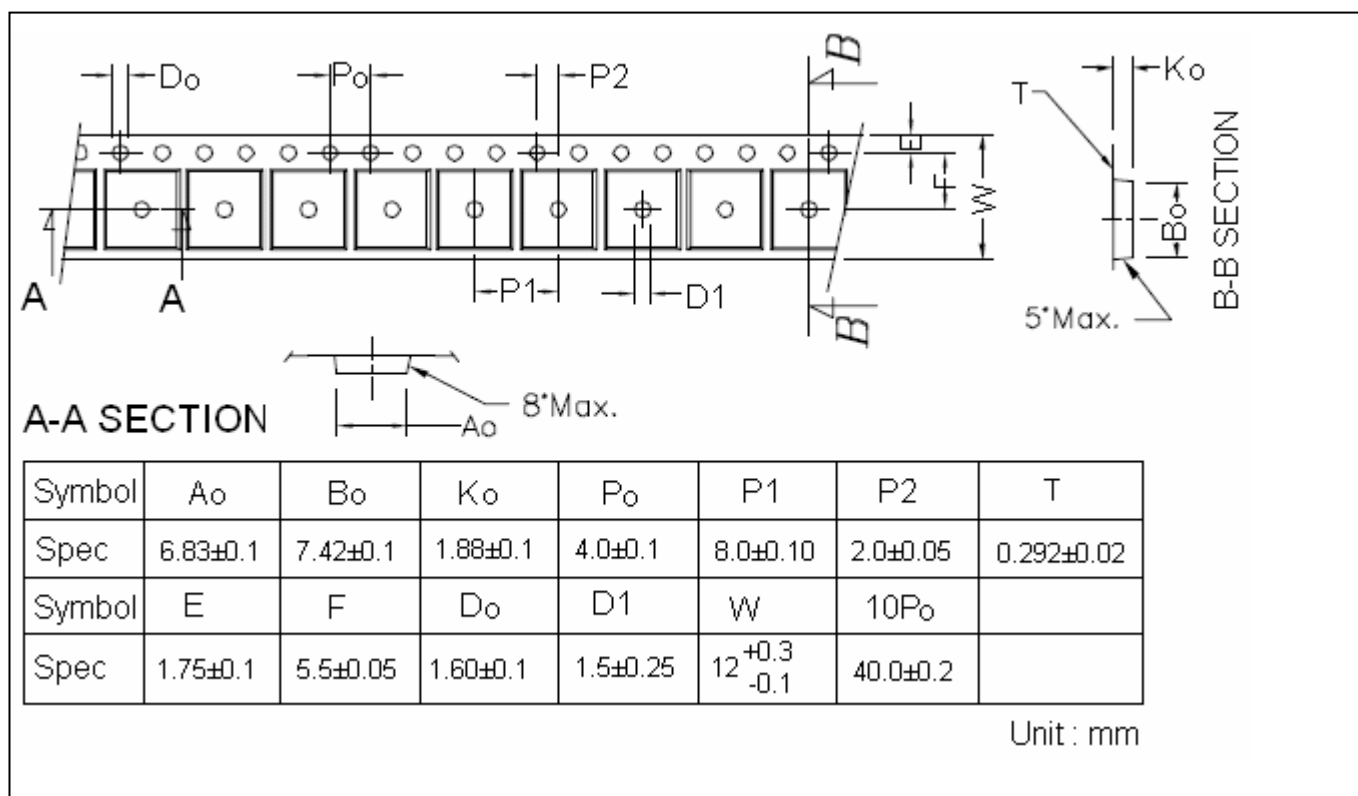 Do
Po
P2
B
Ko
T
E
F
W
Bo
B-B SECTION
A
A
P1
D1
B
5°Max.
8°Max.
A-A SECTION
Ao
Symbol Ao Bo Ko Po P1 P2 T
Spec 6.83±0.1 7.42±0.1 1.88±0.1 4.0±0.1 8.0±0.10 2.0±0.05 0.292±0.02
Symbol E F Do D1 W 10Po
Spec 1.75±0.1 5.5±0.05 1.60±0.1 1.5±0.25 12 +0.3 -0.1 40.0±0.2
Unit : mm